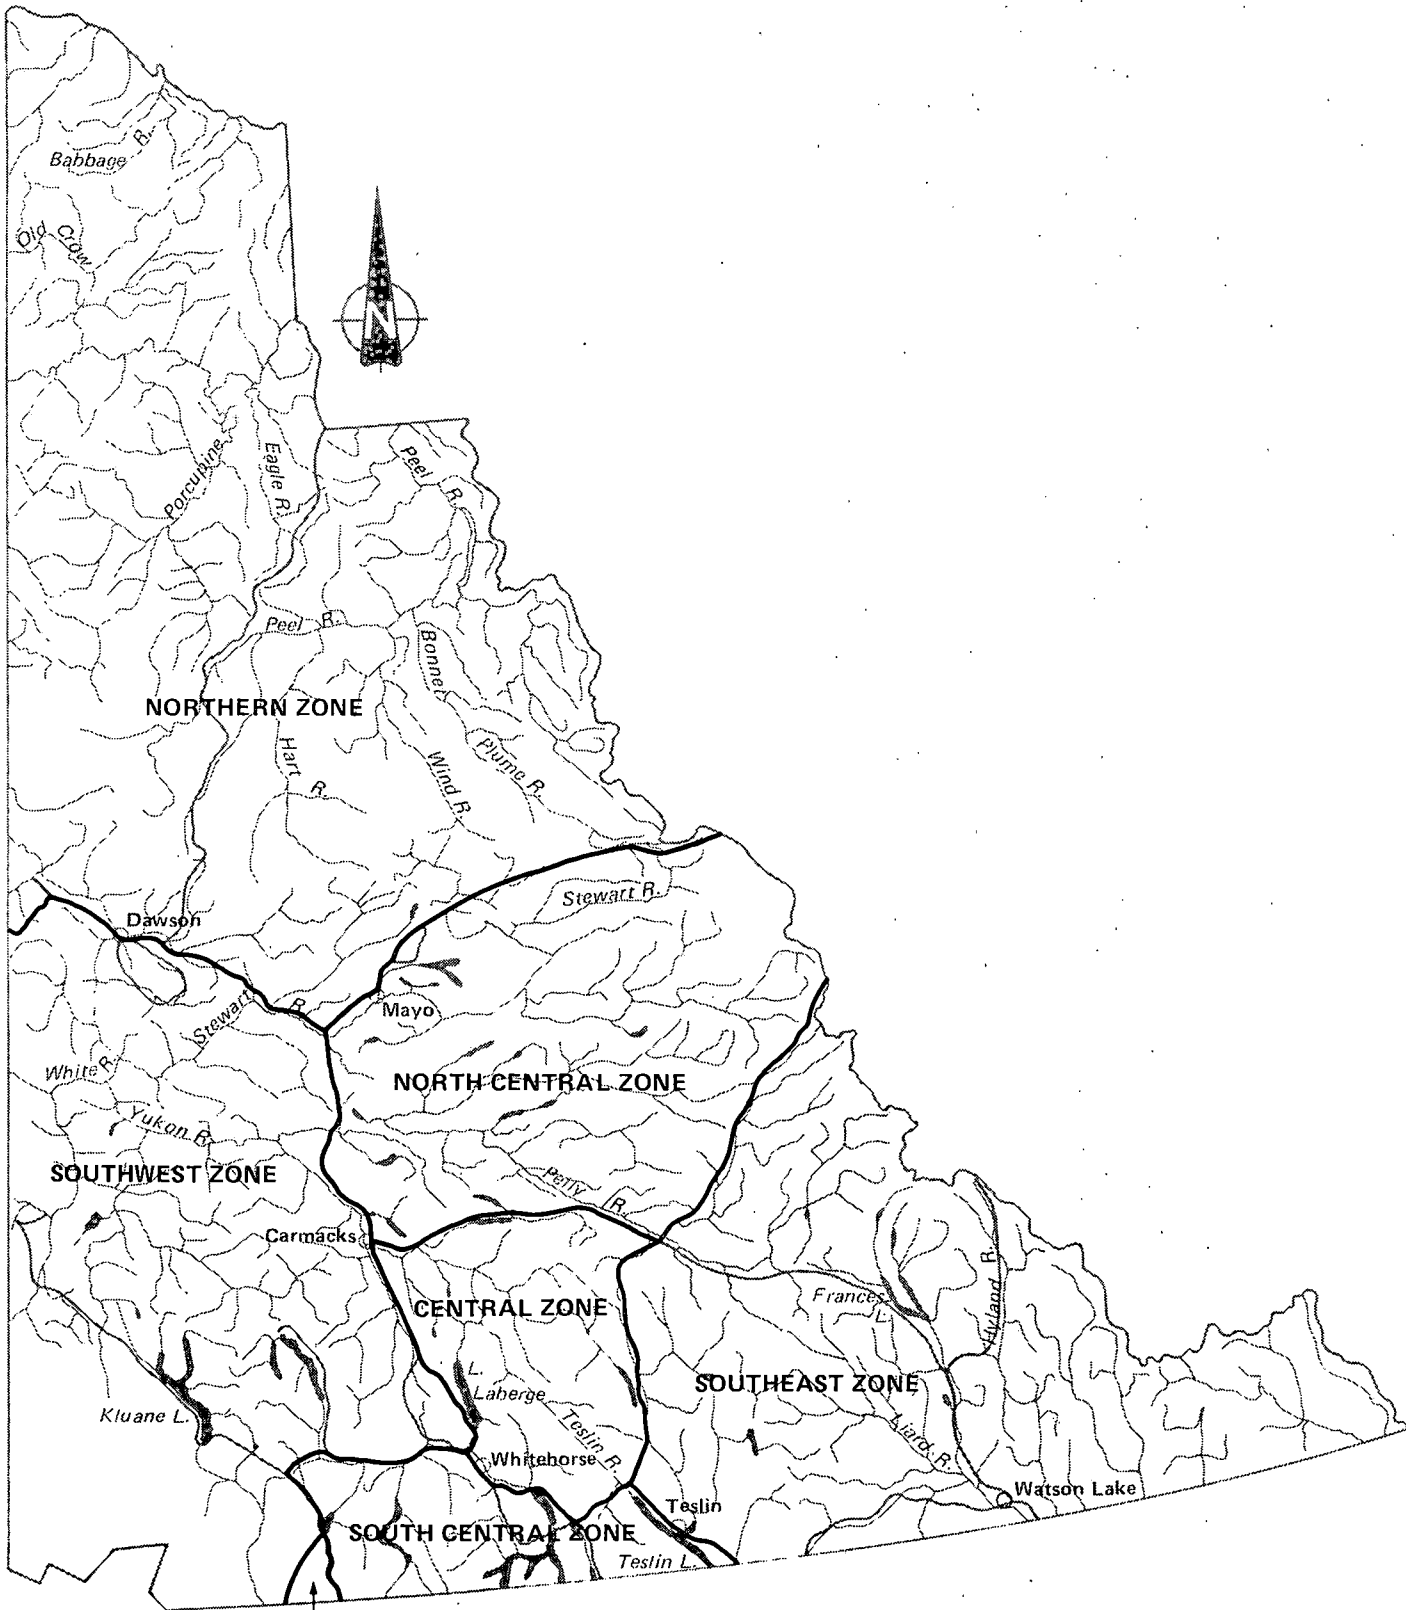 Babbage R.
Old Crow
N
Porcupine
Eagle R.
Peel R.
Peel R.
Bonnet Plume R.
NORTHERN ZONE
Hart R.
Wind R.
Stewart R.
Dawson
Stewart R.
Mayo
White R.
NORTH CENTRAL ZONE
Yukon R.
SOUTHWEST ZONE
Pelly R.
Carmacks
Hyland R.
Frances L.
CENTRAL ZONE
L. Laberge
SOUTHEAST ZONE
Kluane L.
Teslin R.
Liard R.
Whitehorse
Watson Lake
Teslin
SOUTH CENTRAL ZONE
Teslin L.